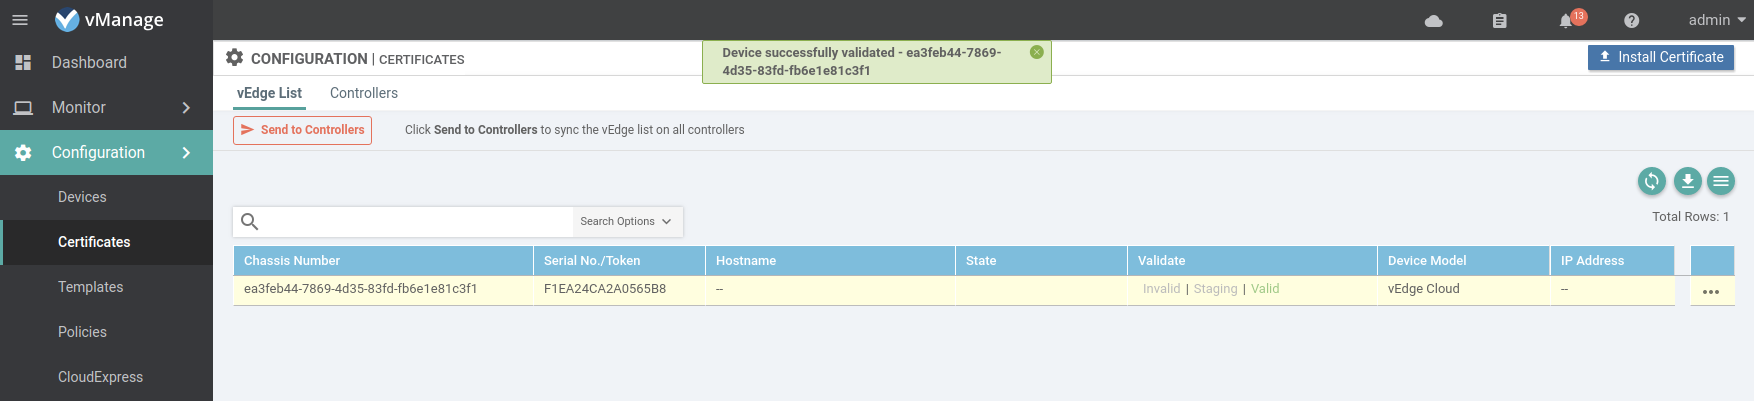 vManage
13
admin
Dashboard
Monitor
Configuration
Devices
Certificates
Templates
Policies
CloudExpress
CONFIGURATION | CERTIFICATES
Device successfully validated - ea3feb44-7869-
4d35-83fd-fb6e1e81c3f1
Install Certificate
vEdge List Controllers
Send to Controllers Click Send to Controllers to sync the vEdge list on all controllers
Search Options
Total Rows: 1
Chassis Number Serial No./Token Hostname State Validate Device Model IP Address
ea3feb44-7869-4d35-83fd-fb6e1e81c3f1 F1EA24CA2A0565B8 -- Invalid | Staging | Valid vEdge Cloud --